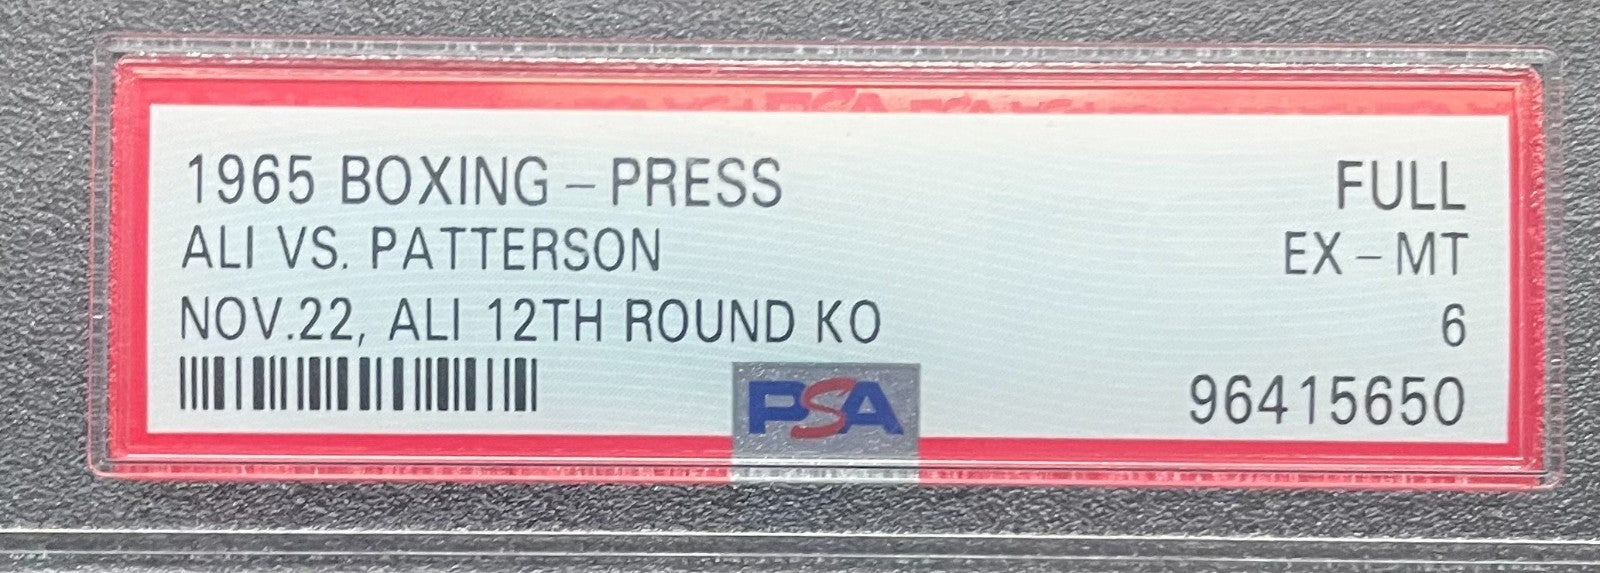 1965 BOXING - PRESS FULL
ALI VS. PATTERSON EX - MT
NOV.22, ALI 12TH ROUND KO 6
PSA 96415650